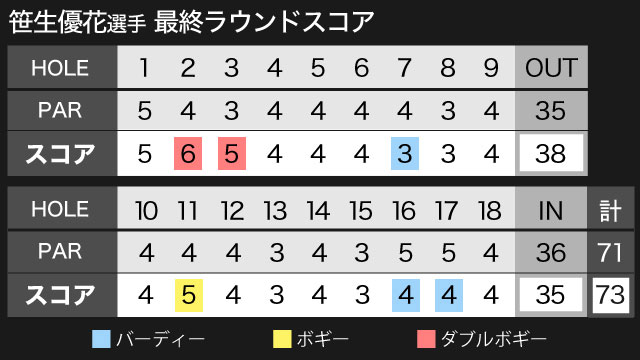 笹生優花選手 最終ラウンドスコア
HOLE 1 2 3 4 5 6 7 8 9 OUT
PAR 5 4 3 4 4 4 4 3 4 35
スコア 5 6 5 4 4 4 3 3 4 38
HOLE 10 11 12 13 14 15 16 17 18 IN 計
PAR 4 4 4 3 4 3 5 5 4 36 71
スコア 4 5 4 3 4 3 4 4 4 35 73
バーディー ボギー ダブルボギー